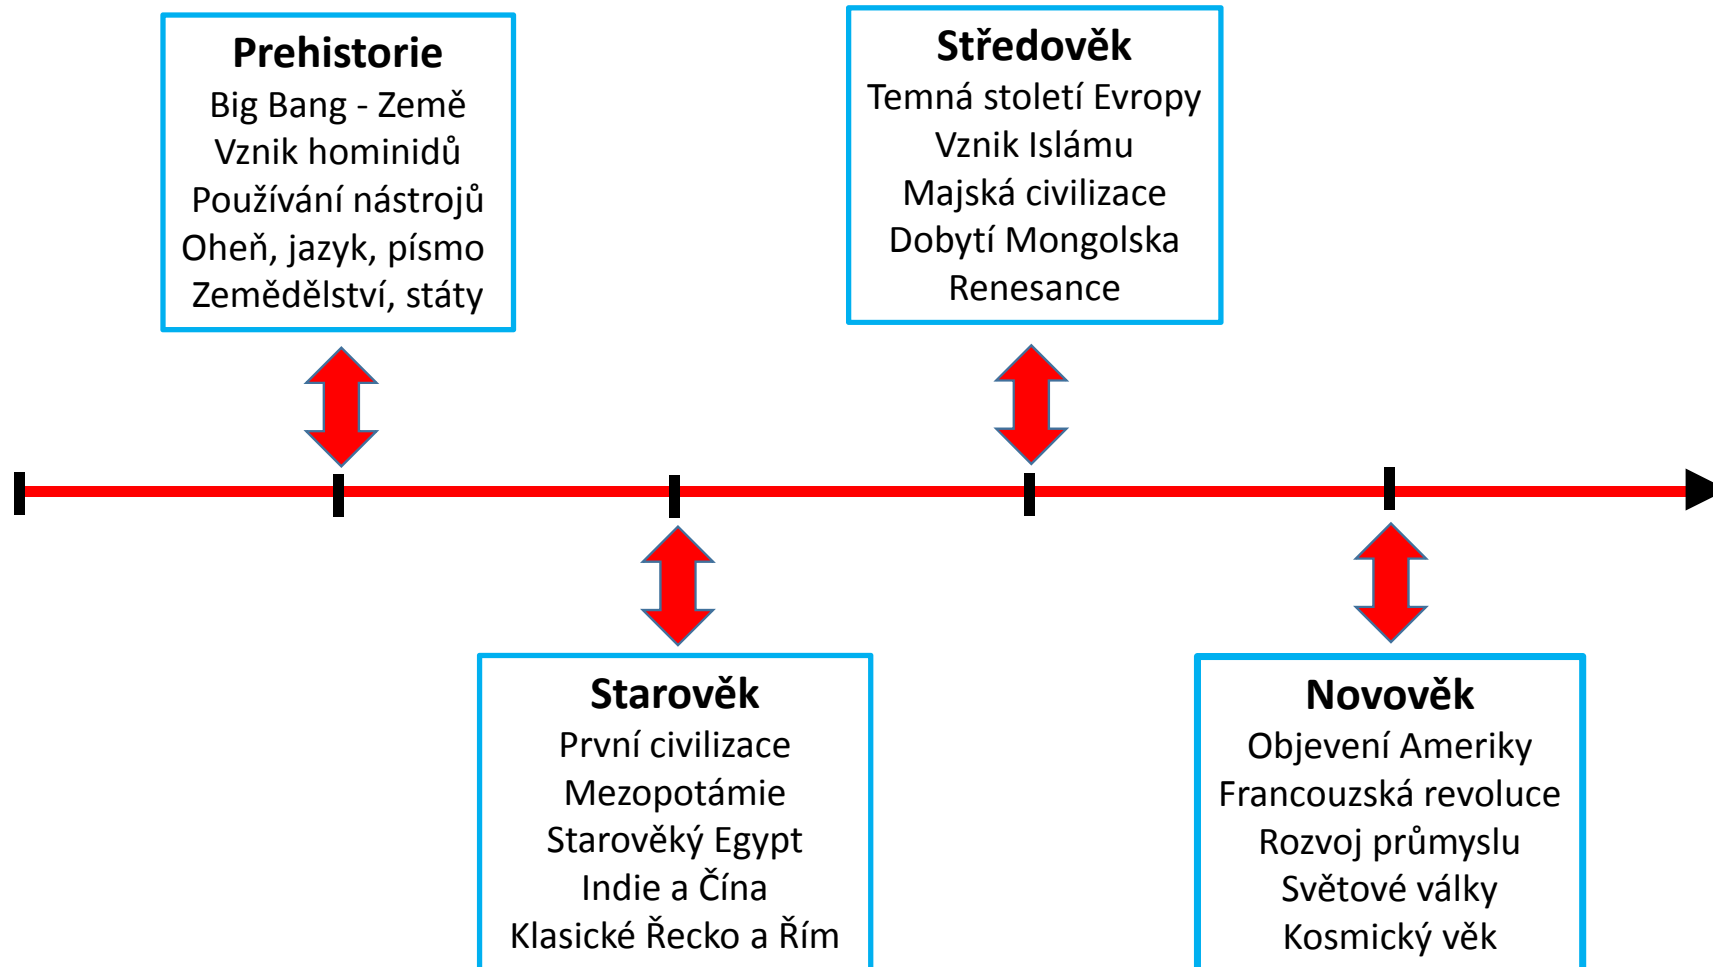 Prehistorie
Big Bang - Země
Vznik hominidů
Používání nástrojů
Oheň, jazyk, písmo
Zemědělství, státy
Středověk
Temná století Evropy
Vznik Islámu
Majská civilizace
Dobytí Mongolska
Renesance
Starověk
První civilizace
Mezopotámie
Starověký Egypt
Indie a Čína
Klasické Řecko a Řím
Novověk
Objevení Ameriky
Francouzská revoluce
Rozvoj průmyslu
Světové války
Kosmický věk